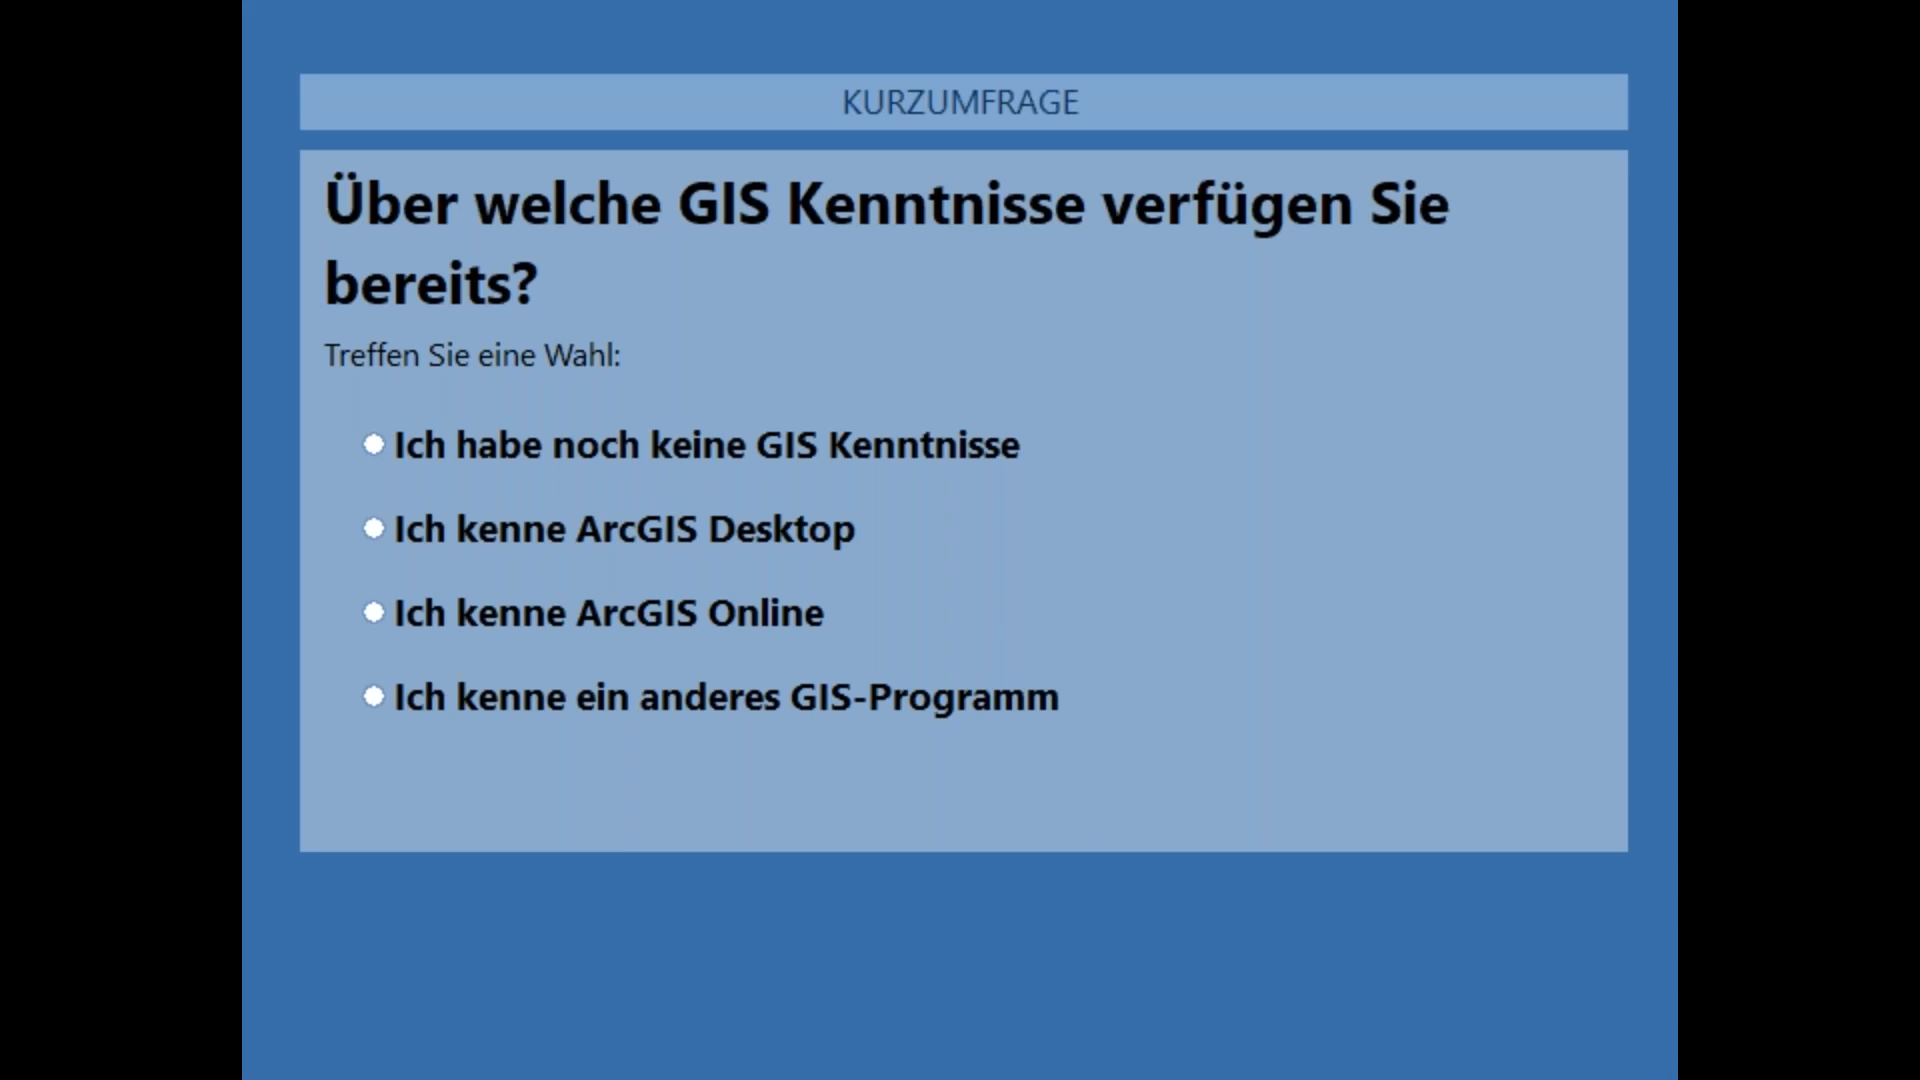 KURZUMFRAGE
Über welche GIS Kenntnisse verfügen Sie
bereits?
Treffen Sie eine Wahl:
Ich habe noch keine GIS Kenntnisse
Ich kenne ArcGIS Desktop
Ich kenne ArcGIS Online
Ich kenne ein anderes GIS-Programm